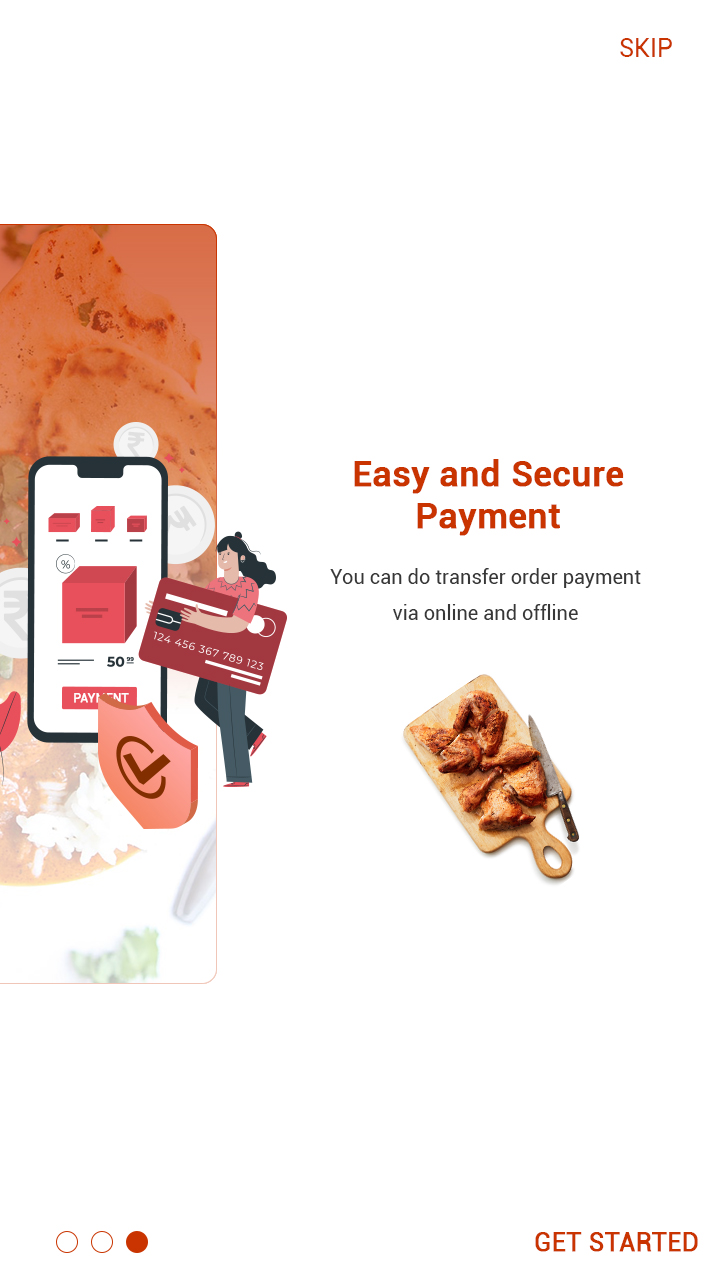 SKIP
Easy and Secure
Payment
You can do transfer order payment
via online and offline
%
50 99
PAYMENT
124 456 367 789 123
GET STARTED